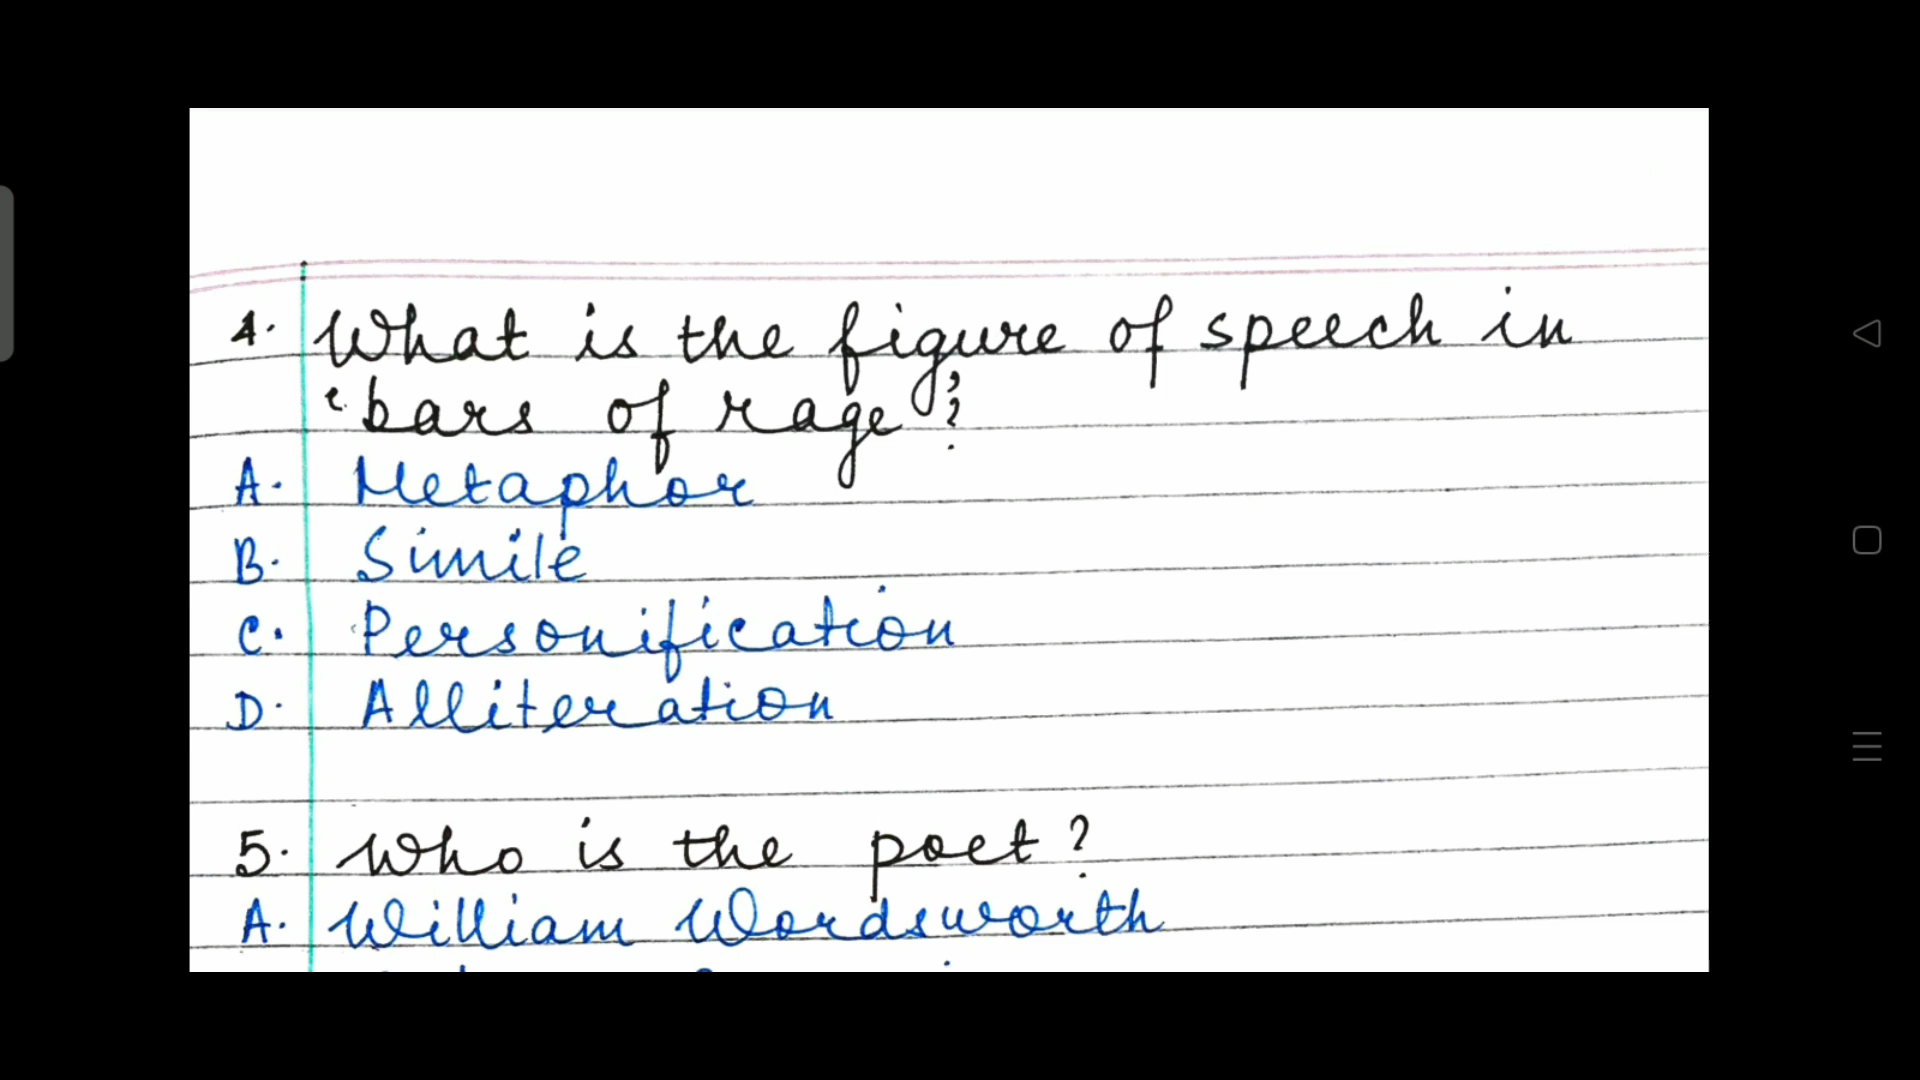 4. What is the figure of speech in
'bars of rage'?
A. Metaphor
B. Simile
C. Personification
D. Alliteration
5. Who is the poet?
A. William Wordsworth